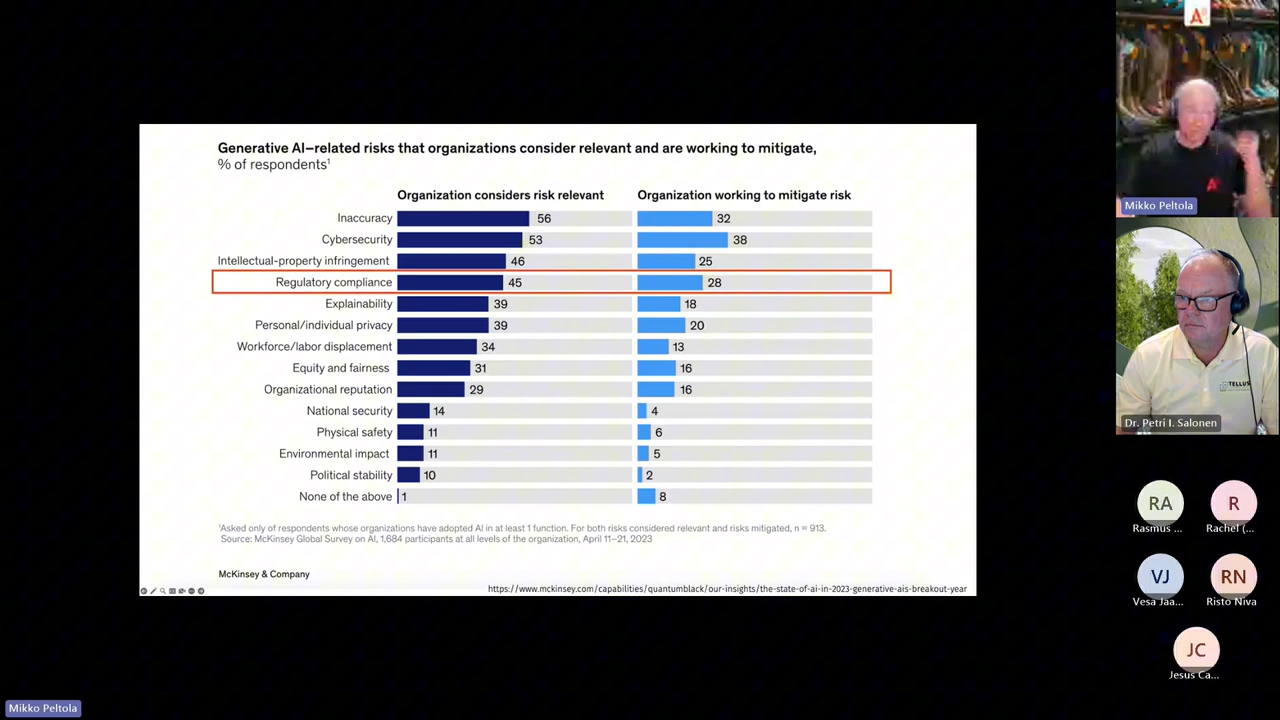 Generative AI–related risks that organizations consider relevant and are working to mitigate,
% of respondents¹
Organization considers risk relevant Organization working to mitigate risk
Inaccuracy 56 32
Cybersecurity 53 38
Intellectual-property infringement 46 25
Regulatory compliance 45 28
Explainability 39 18
Personal/individual privacy 39 20
Workforce/labor displacement 34 13
Equity and fairness 31 16
Organizational reputation 29 16
National security 14 4
Physical safety 11 6
Environmental impact 11 5
Political stability 10 2
None of the above 1 8
¹Asked only of respondents whose organizations have adopted AI in at least 1 function. For both risks considered relevant and risks mitigated, n = 913.
Source: McKinsey Global Survey on AI, 1,684 participants at all levels of the organization, April 11–21, 2023
McKinsey & Company
https://www.mckinsey.com/capabilities/quantumblack/our-insights/the-state-of-ai-in-2023-generative-ais-breakout-year
A
Mikko Peltola
TELLUS
Dr. Petri I. Salonen
RA R
Rasmus ... Rachel (...
VJ RN
Vesa Jaa... Risto Niva
JC
Jesus Ca...
Mikko Peltola